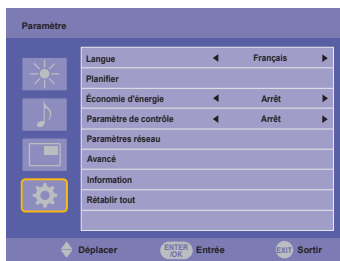 Paramètre
Langue Français
Planifier
Économie d'énergie Arrêt
Paramètre de contrôle Arrêt
Paramètres réseau
Avancé
Information
Rétablir tout
Déplacer ENTER /OK Entrée EXIT Sortir